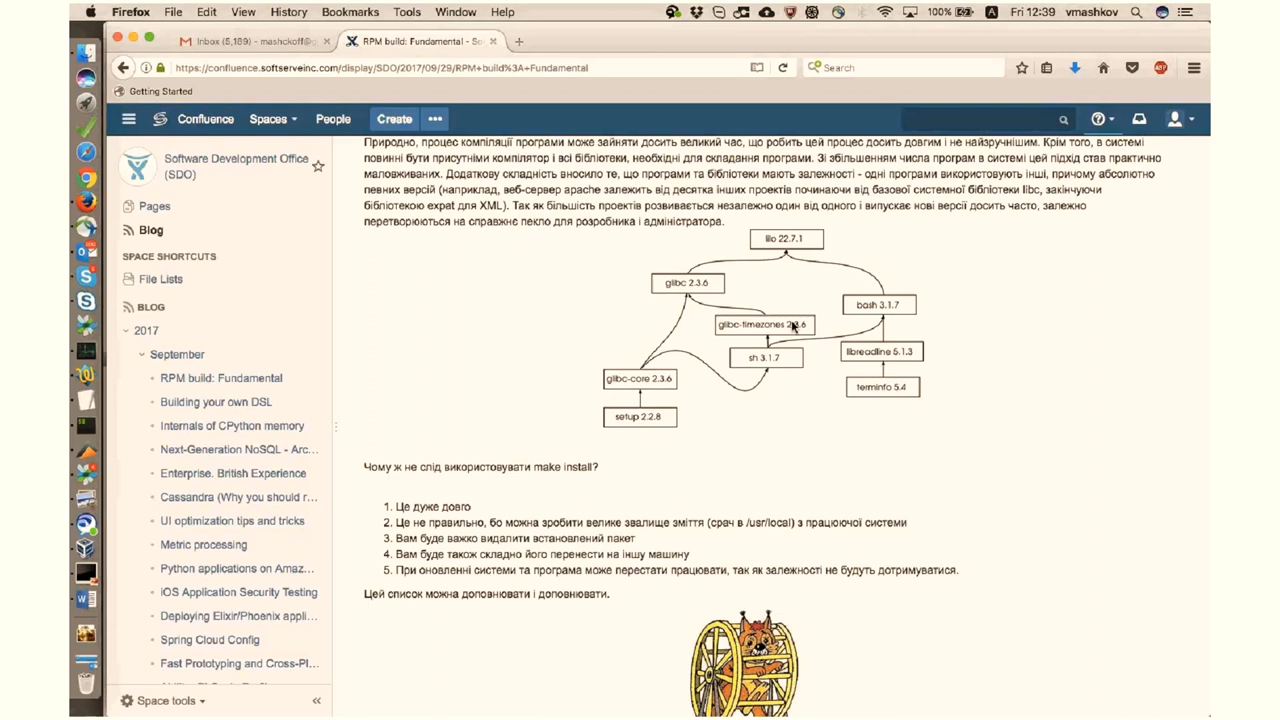 Firefox File Edit View History Bookmarks Tools Window Help 100% A Fri 12:39 vmashkov
Inbox (5,189) - mashckoff@g RPM build: Fundamental - So
https://confluence.softserveinc.com/display/SDO/2017/09/29/RPM+build%3A+Fundamental Search
Getting Started
Confluence Spaces People Create
Software Development Office (SDO)
Pages
Blog
SPACE SHORTCUTS
File Lists
BLOG
2017
September
RPM build: Fundamental
Building your own DSL
Internals of CPython memory
Next-Generation NoSQL - Arc...
Enterprise. British Experience
Cassandra (Why you should r...
UI optimization tips and tricks
Metric processing
Python applications on Amaz...
iOS Application Security Testing
Deploying Elixir/Phoenix appli...
Spring Cloud Config
Fast Prototyping and Cross-Pl...
Space tools
Природно, процес компіляції програми може зайняти досить великий час, що робить цей процес досить довгим і не найзручнішим. Крім того, в системі
повинні бути присутніми компілятор і всі бібліотеки, необхідні для складання програми. Зі збільшенням числа програм в системі цей підхід став практично
маловживаних. Додаткову складність вносило те, що програми та бібліотеки мають залежності - одні програми використовують інші, причому абсолютно
певних версій (наприклад, веб-сервер apache залежить від десятка інших проектів починаючи від базової системної бібліотеки libc, закінчуючи
бібліотекою expat для XML). Так як більшість проектів розвивається незалежно один від одного і випускає нові версії досить часто, залежно
перетворюються на справжнє пекло для розробника і адміністратора.
lilo 22.7.1
glibc 2.3.6
bash 3.1.7
glibc-timezones 2.3.6
libreadline 5.1.3
sh 3.1.7
glibc-core 2.3.6
terminfo 5.4
setup 2.2.8
Чому ж не слід використовувати make install?
1. Це дуже довго
2. Це не правильно, бо можна зробити велике звалище зміття (срач в /usr/local) з працюючої системи
3. Вам буде важко видалити встановлений пакет
4. Вам буде також складно його перенести на іншу машину
5. При оновленні системи та програма може перестати працювати, так як залежності не будуть дотримуватися.
Цей список можна доповнювати і доповнювати.